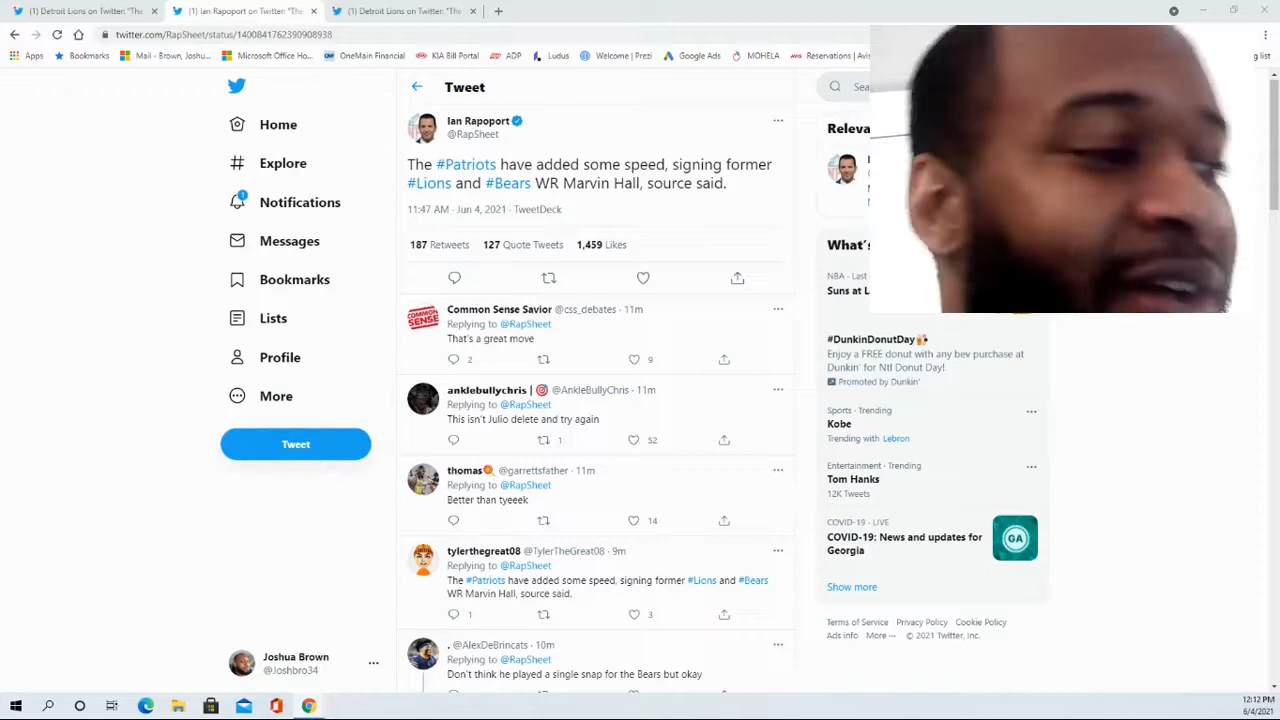 (1) Detroit Lions on Twitter: "The
(1) Ian Rapoport on Twitter: "The
(1) Detroit Lions on Twitter: "The
twitter.com/RapSheet/status/1400841762390908938
Apps
Bookmarks
Mail - Brown, Joshu...
Microsoft Office Ho...
OneMain Financial
KIA Bill Portal
ADP
Ludus
Welcome | Prezi
Google Ads
MOHELA
Reservations | Avis
g list
Home
Explore
1
Notifications
Messages
Bookmarks
Lists
Profile
More
Tweet
Joshua Brown
@Joshbro34
Tweet
Ian Rapoport
@RapSheet
The #Patriots have added some speed, signing former
#Lions and #Bears WR Marvin Hall, source said.
11:47 AM · Jun 4, 2021 · TweetDeck
187 Retweets 127 Quote Tweets 1,459 Likes
COMMON SENSE
Common Sense Savior @css_debates · 11m
Replying to @RapSheet
That's a great move
2 9
anklebullychris | @AnkleBullyChris · 11m
Replying to @RapSheet
This isn't Julio delete and try again
1 52
thomas @garrettsfather · 11m
Replying to @RapSheet
Better than tyeeek
14
tylerthegreat08 @TylerTheGreat08 · 9m
Replying to @RapSheet
The #Patriots have added some speed, signing former #Lions and #Bears
WR Marvin Hall, source said.
1 3
. @AlexDeBrincats · 10m
Replying to @RapSheet
Don't think he played a single snap for the Bears but okay
Sea
Releva
What's
NBA · Last
Suns at L
#DunkinDonutDay
Enjoy a FREE donut with any bev purchase at
Dunkin' for Ntl Donut Day!
Promoted by Dunkin'
Sports · Trending
Kobe
Trending with Lebron
Entertainment · Trending
Tom Hanks
12K Tweets
COVID-19 · LIVE
COVID-19: News and updates for
Georgia
GA
Show more
Terms of Service Privacy Policy Cookie Policy
Ads info More ··· © 2021 Twitter, Inc.
12:12 PM
6/4/2021